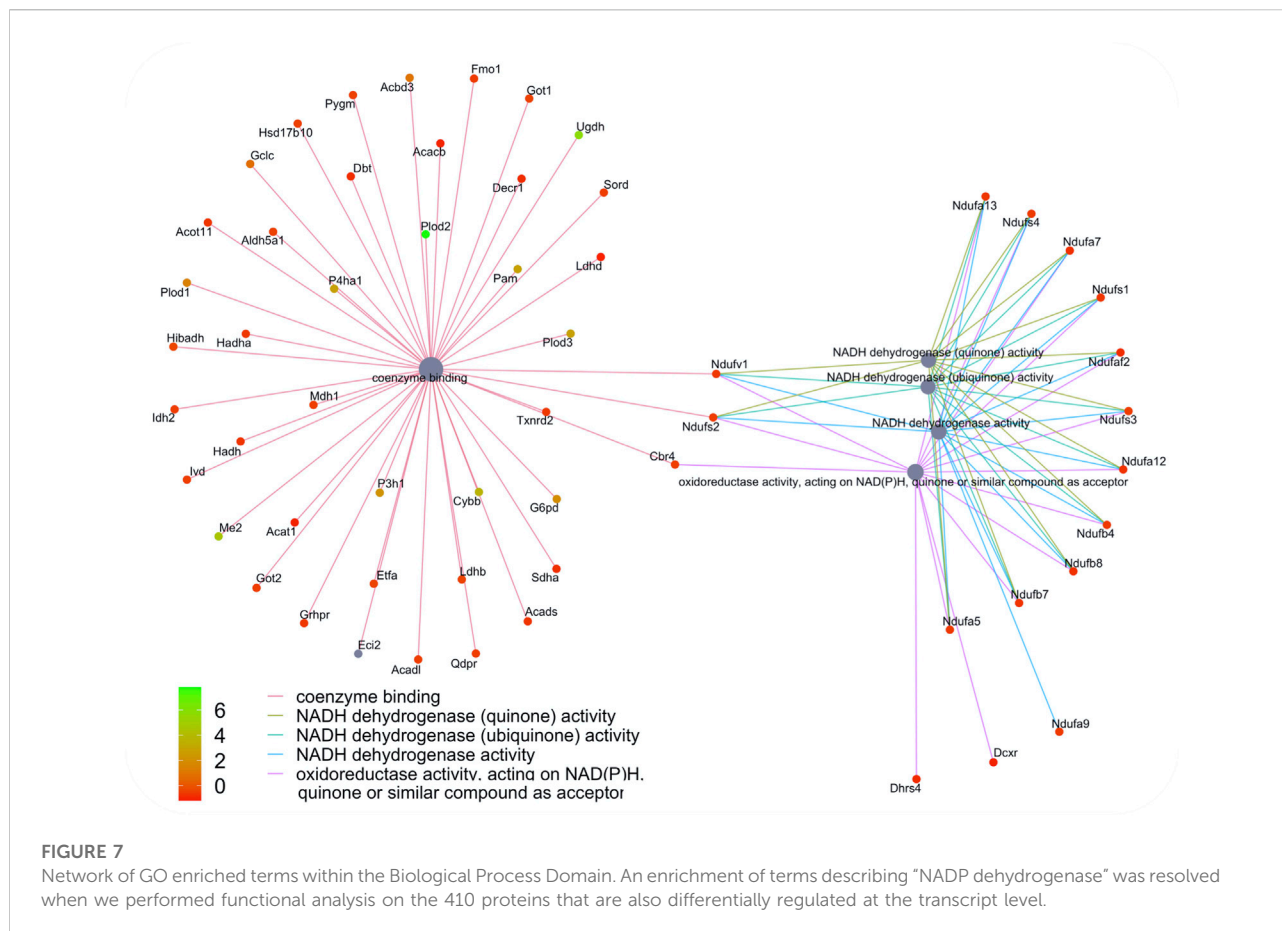 Acbd3
Fmo1
Pygm
Got1
Hsd17b10
Ugdh
Gclc
Dbt
Acacb
Decr1
Sord
Acot11
Aldh5a1
Plod2
Ldhd
P4ha1
Pam
Plod1
Hibadh
Hadha
Plod3
coenzyme binding
Idh2
Mdh1
Txnrd2
Hadh
Ivd
P3h1
Cybb
G6pd
Me2
Acat1
Got2
Etfa
Ldhb
Sdha
Grhpr
Acads
Eci2
Acadl
Qdpr
Ndufv1
Ndufs2
Cbr4
Ndufa13
Ndufs4
Ndufa7
Ndufs1
NADH dehydrogenase (quinone) activity
Ndufaf2
NADH dehydrogenase (ubiquinone) activity
Ndufs3
NADH dehydrogenase activity
Ndufa12
oxidoreductase activity, acting on NAD(P)H, quinone or similar compound as acceptor
Ndufb4
Ndufb8
Ndufb7
Ndufa5
Ndufa9
Dcxr
Dhrs4
6
4
2
0
coenzyme binding
NADH dehydrogenase (quinone) activity
NADH dehydrogenase (ubiquinone) activity
NADH dehydrogenase activity
oxidoreductase activity, acting on NAD(P)H,
quinone or similar compound as acceptor
FIGURE 7
Network of GO enriched terms within the Biological Process Domain. An enrichment of terms describing “NADP dehydrogenase” was resolved
when we performed functional analysis on the 410 proteins that are also differentially regulated at the transcript level.